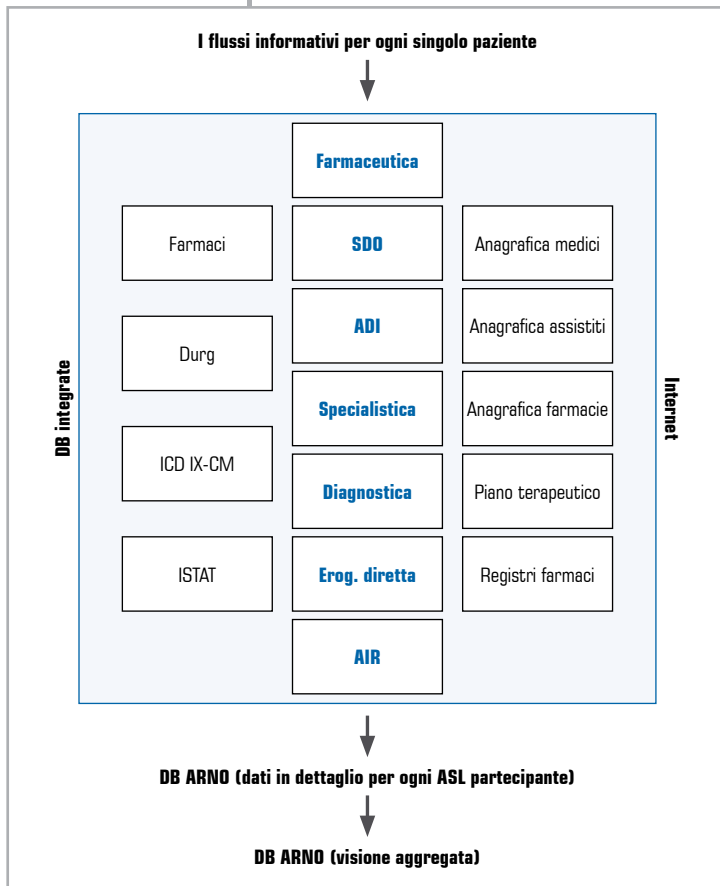 I flussi informativi per ogni singolo paziente
DB integrate
Farmaci
Durg
ICD IX-CM
ISTAT
Farmaceutica
SDO
ADI
Specialistica
Diagnostica
Erog. diretta
AIR
Anagrafica medici
Anagrafica assistiti
Anagrafica farmacie
Piano terapeutico
Registri farmaci
Internet
DB ARNO (dati in dettaglio per ogni ASL partecipante)
DB ARNO (visione aggregata)